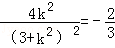 4k²/(3+k²)² = -2/3